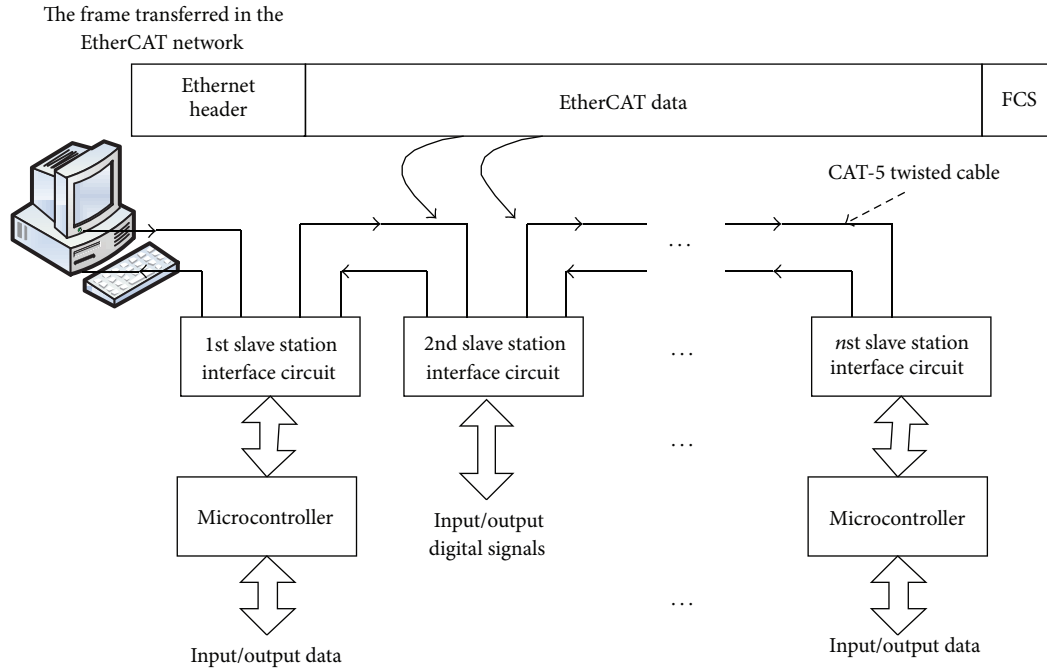 The frame transferred in the
EtherCAT network
Ethernet
header
EtherCAT data
FCS
CAT-5 twisted cable
...
1st slave station
interface circuit
2nd slave station
interface circuit
...
nst slave station
interface circuit
...
Microcontroller
Input/output
digital signals
Microcontroller
...
Input/output data
Input/output data